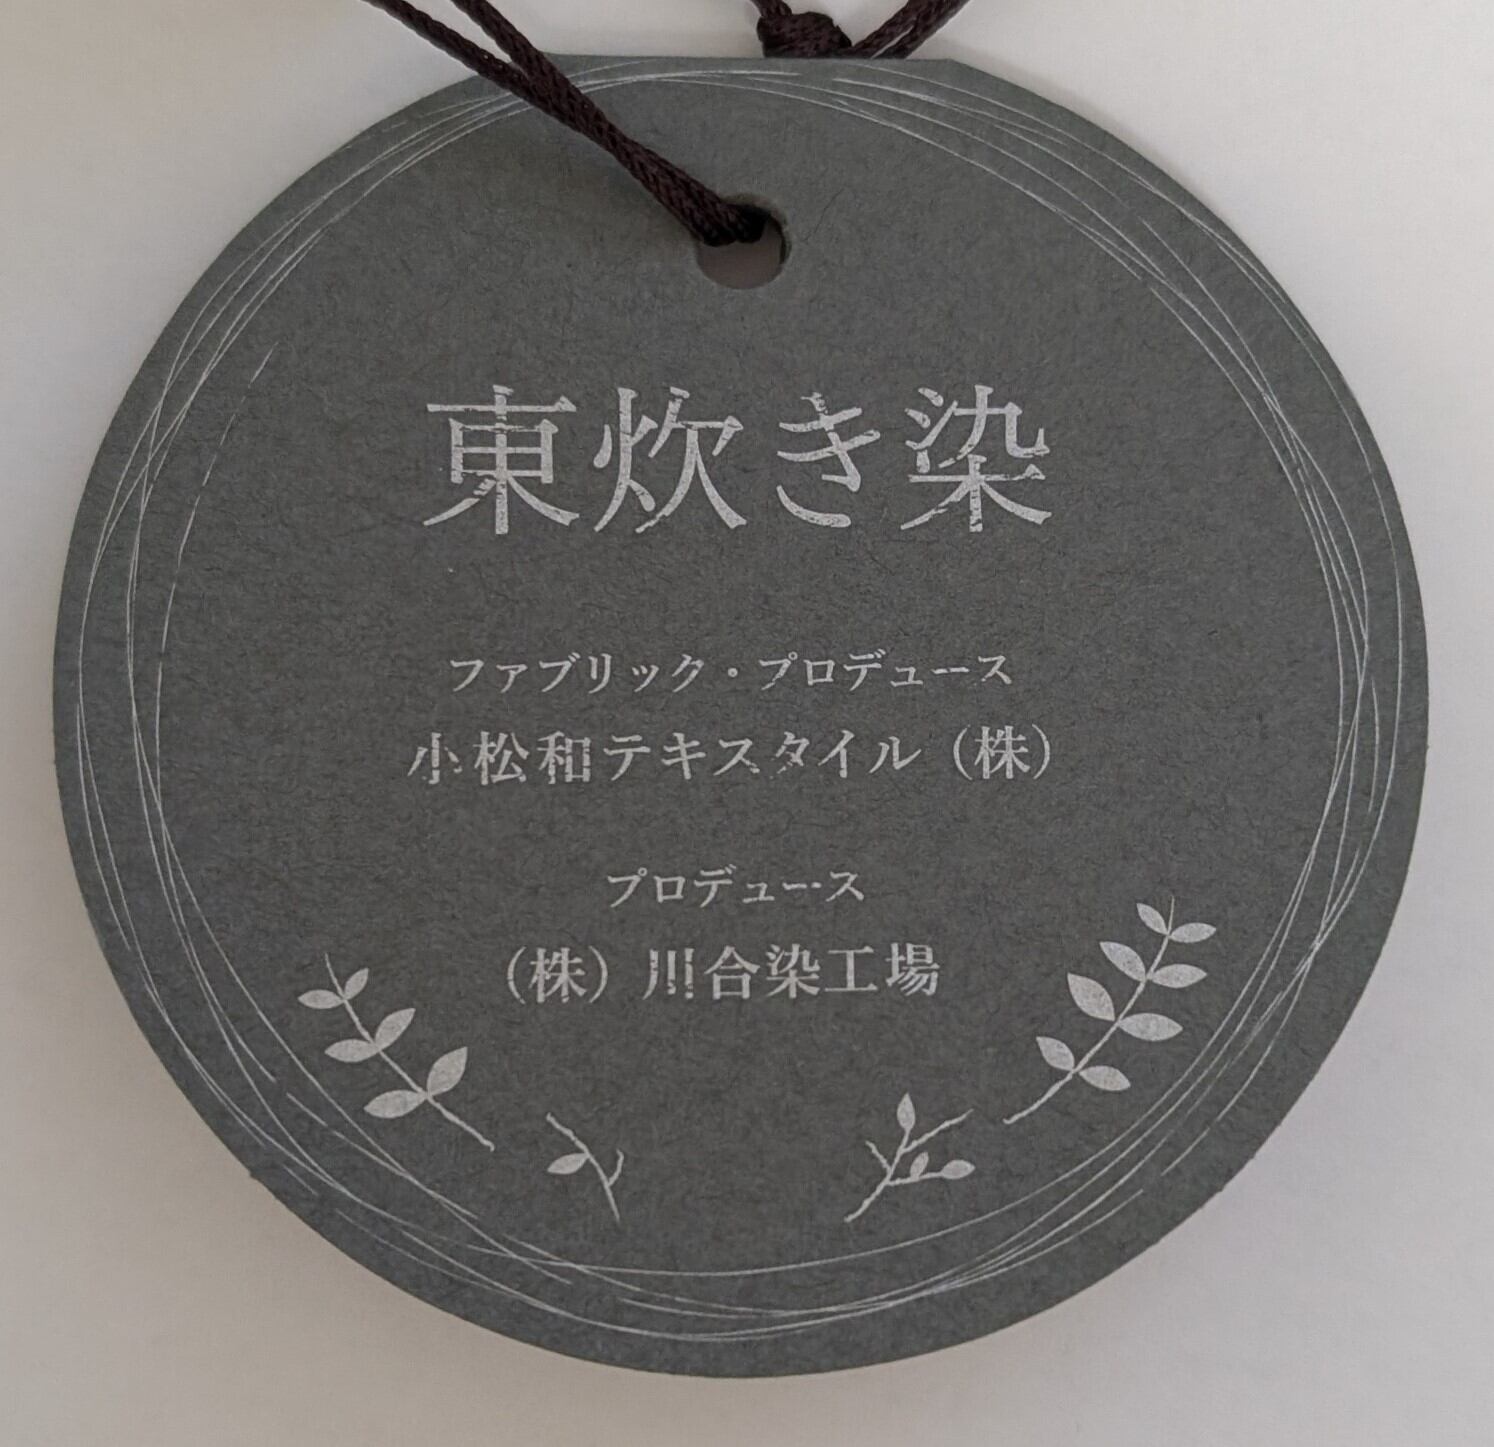 東炊き染
ファブリック・プロデュース
小松和テキスタイル（株）
プロデュース
（株）川合染工場